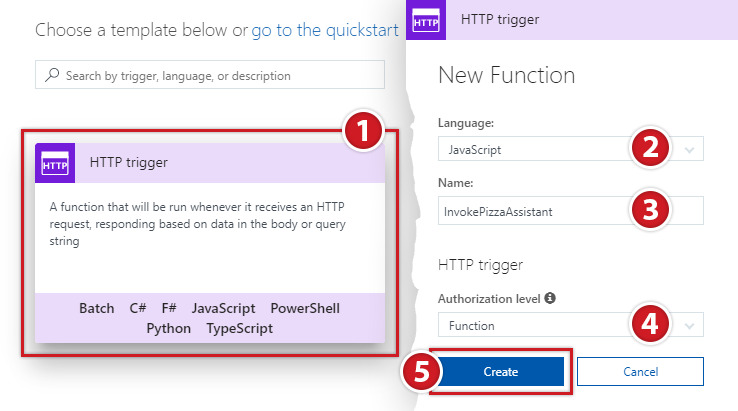 Choose a template below or go to the quickstart
Search by trigger, language, or description
1
HTTP
HTTP trigger
A function that will be run whenever it receives an HTTP
request, responding based on data in the body or query
string
Batch C# F# JavaScript PowerShell
Python TypeScript
HTTP
HTTP trigger
New Function
Language:
JavaScript
2
Name:
InvokePizzaAssistant
3
HTTP trigger
Authorization level
Function
4
5
Create
Cancel